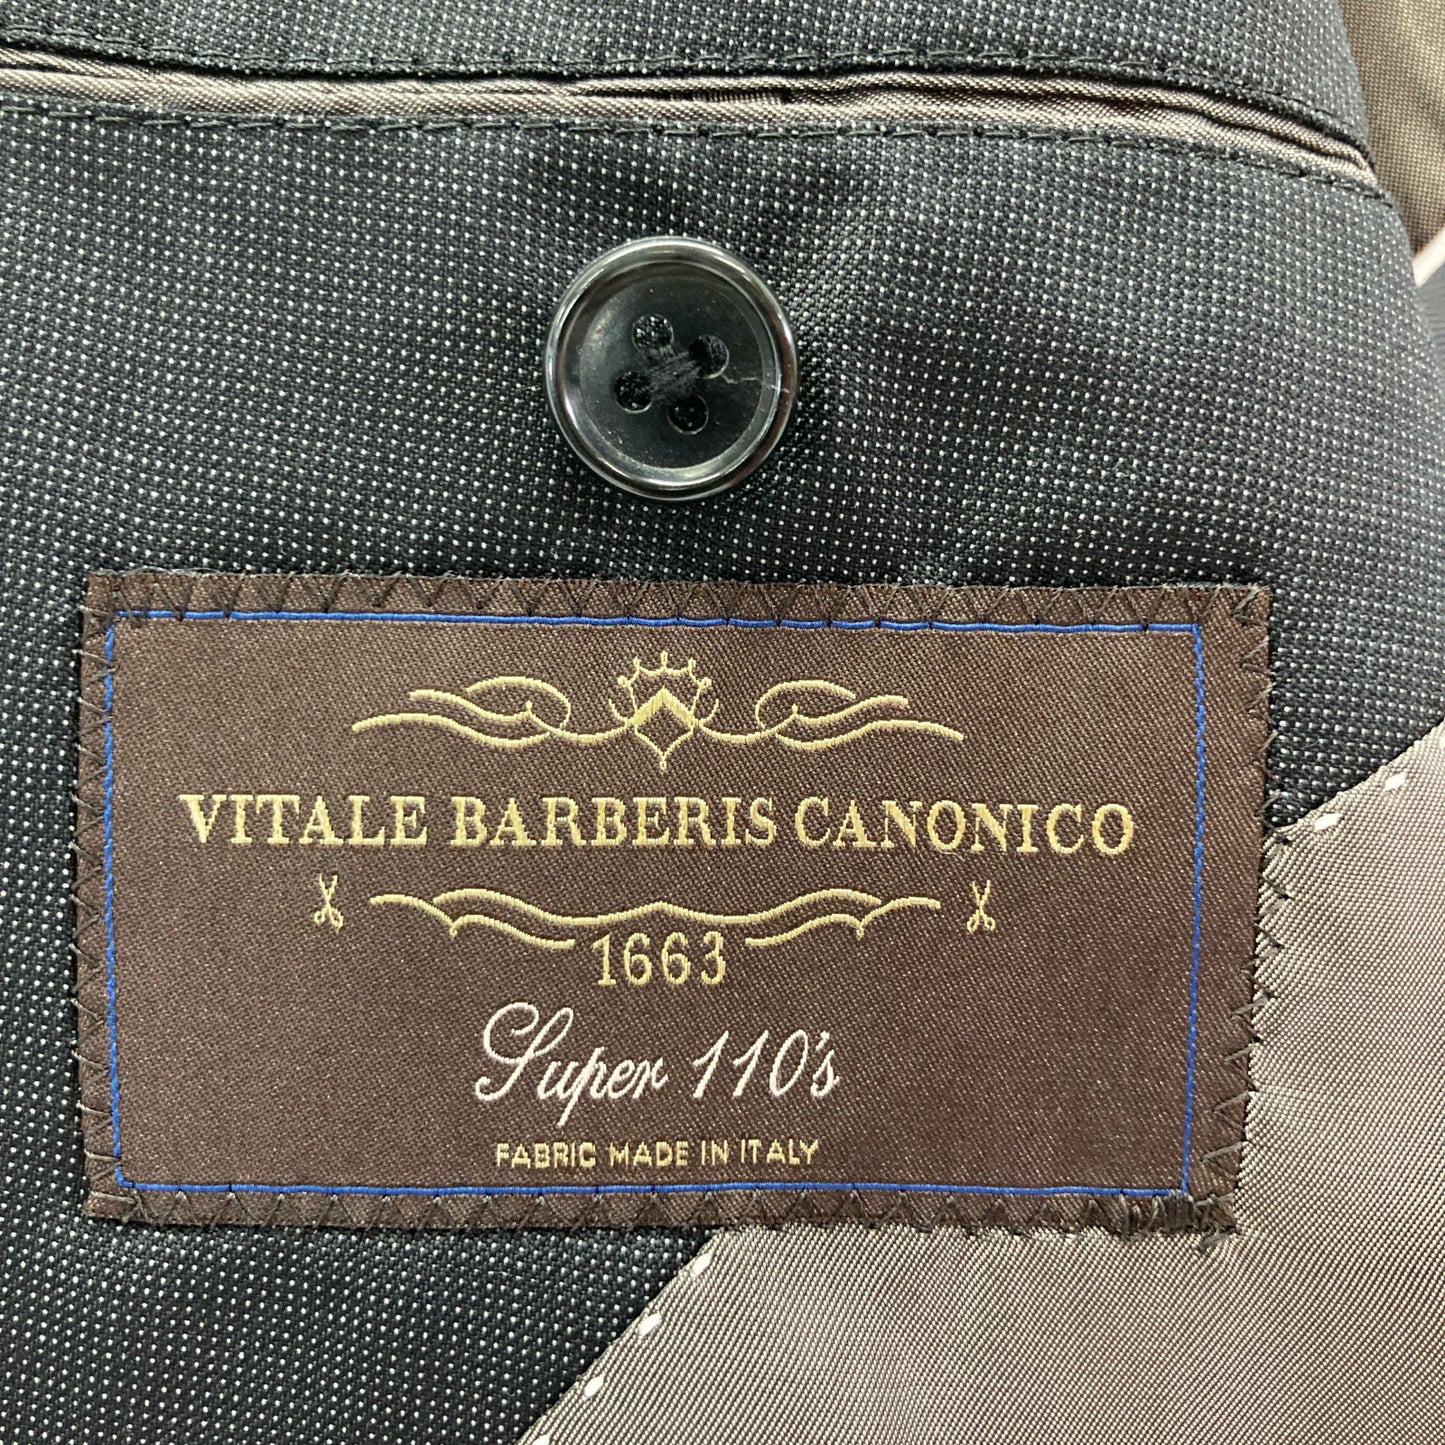 VITALE BARBERIS CANONICO
1663
Super 110's
FABRIC MADE IN ITALY